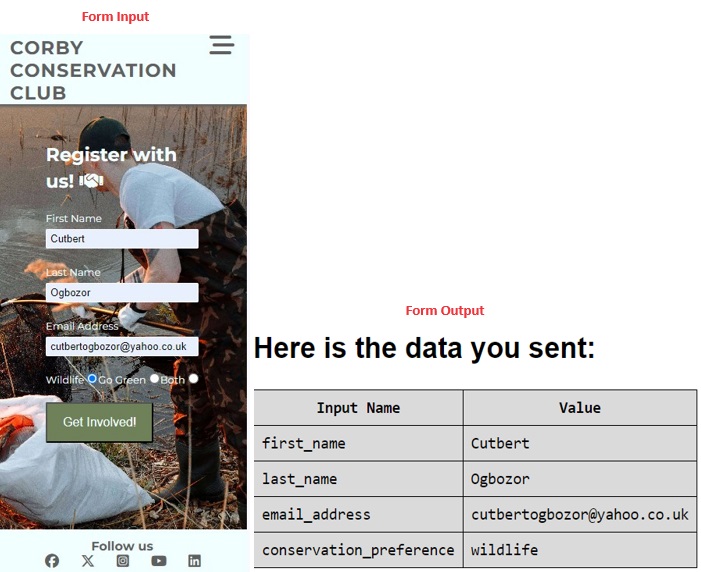 Form Input
CORBY
CONSERVATION
CLUB
Register with
us!
First Name
Cutbert
Last Name
Ogbozor
Email Address
cutbertogbozor@yahoo.co.uk
Wildlife Go Green Both
Get Involved!
Follow us
Form Output
Here is the data you sent:
Input Name Value
first_name Cutbert
last_name Ogbozor
email_address cutbertogbozor@yahoo.co.uk
conservation_preference wildlife